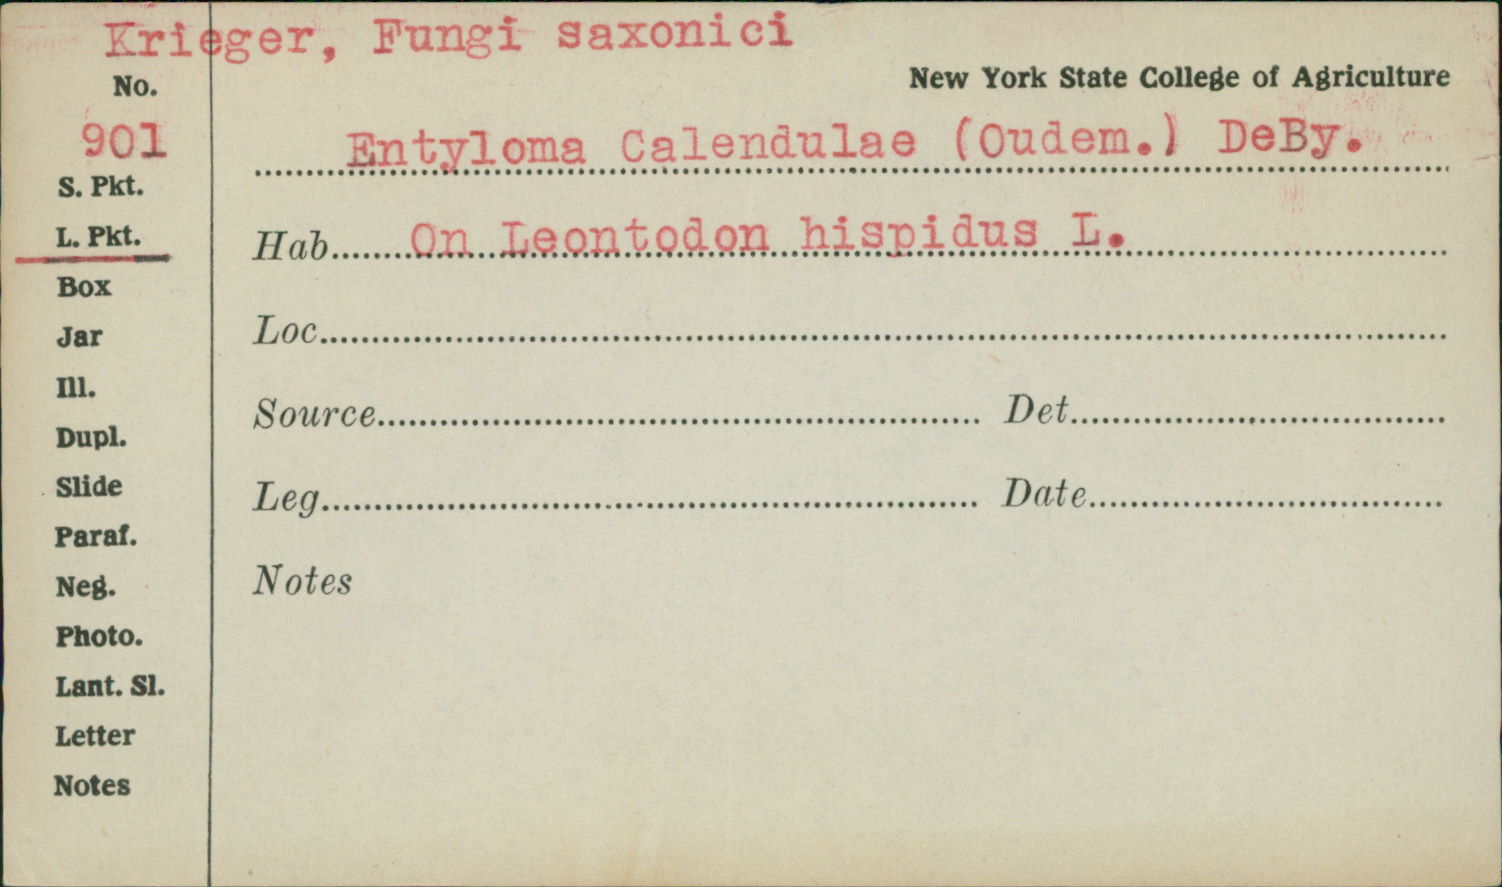 Krieger, Fungi saxonici
No.
New York State College of Agriculture
901
Entyloma Calendulae (Oudem.) DeBy.
S. Pkt.
L. Pkt.
Hab. On Leontodon hispidus L.
Box
Loc.
Jar
Ill.
Source Det.
Dupl.
Slide
Leg. Date
Paraf.
Neg.
Notes
Photo.
Lant. Sl.
Letter
Notes